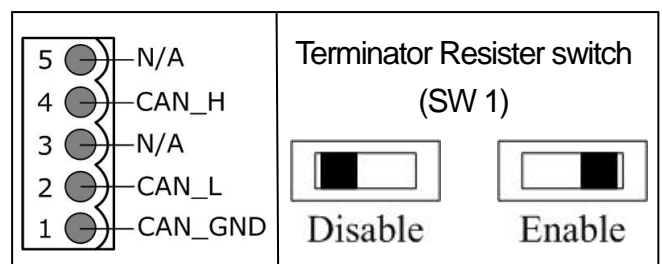 5 N/A
4 CAN_H
3 N/A
2 CAN_L
1 CAN_GND
Terminator Resister switch
(SW 1)
Disable Enable